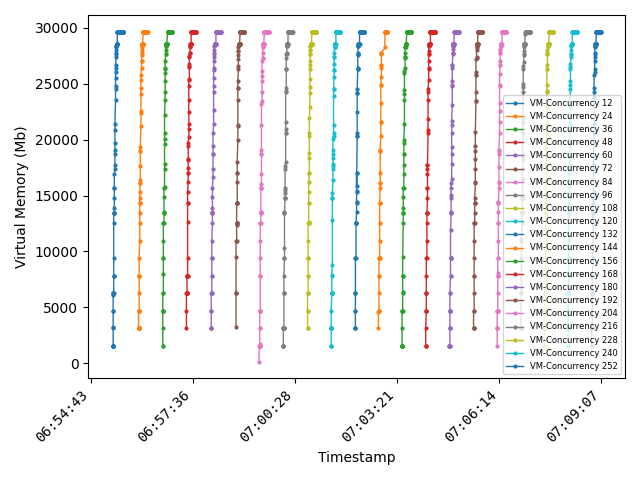 30000
25000
20000
15000
10000
5000
0
Virtual Memory (Mb)
06:54:43
06:57:36
07:00:28
07:03:21
07:06:14
07:09:07
Timestamp
VM-Concurrency 12
VM-Concurrency 24
VM-Concurrency 36
VM-Concurrency 48
VM-Concurrency 60
VM-Concurrency 72
VM-Concurrency 84
VM-Concurrency 96
VM-Concurrency 108
VM-Concurrency 120
VM-Concurrency 132
VM-Concurrency 144
VM-Concurrency 156
VM-Concurrency 168
VM-Concurrency 180
VM-Concurrency 192
VM-Concurrency 204
VM-Concurrency 216
VM-Concurrency 228
VM-Concurrency 240
VM-Concurrency 252